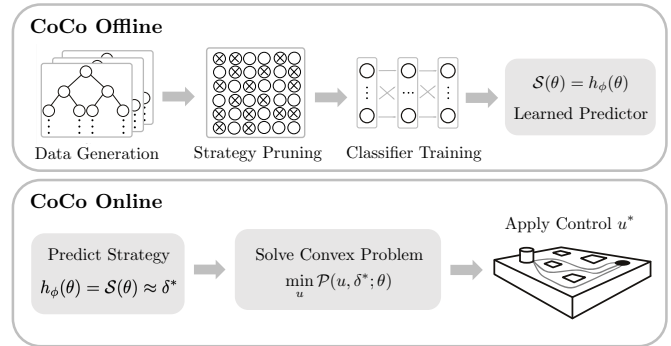 CoCo Offline
Data Generation
Strategy Pruning
Classifier Training
𝒮(θ) = h_ϕ(θ)
Learned Predictor
CoCo Online
Predict Strategy
h_ϕ(θ) = 𝒮(θ) ≈ δ*
Solve Convex Problem
min_u 𝒫(u, δ*; θ)
Apply Control u*